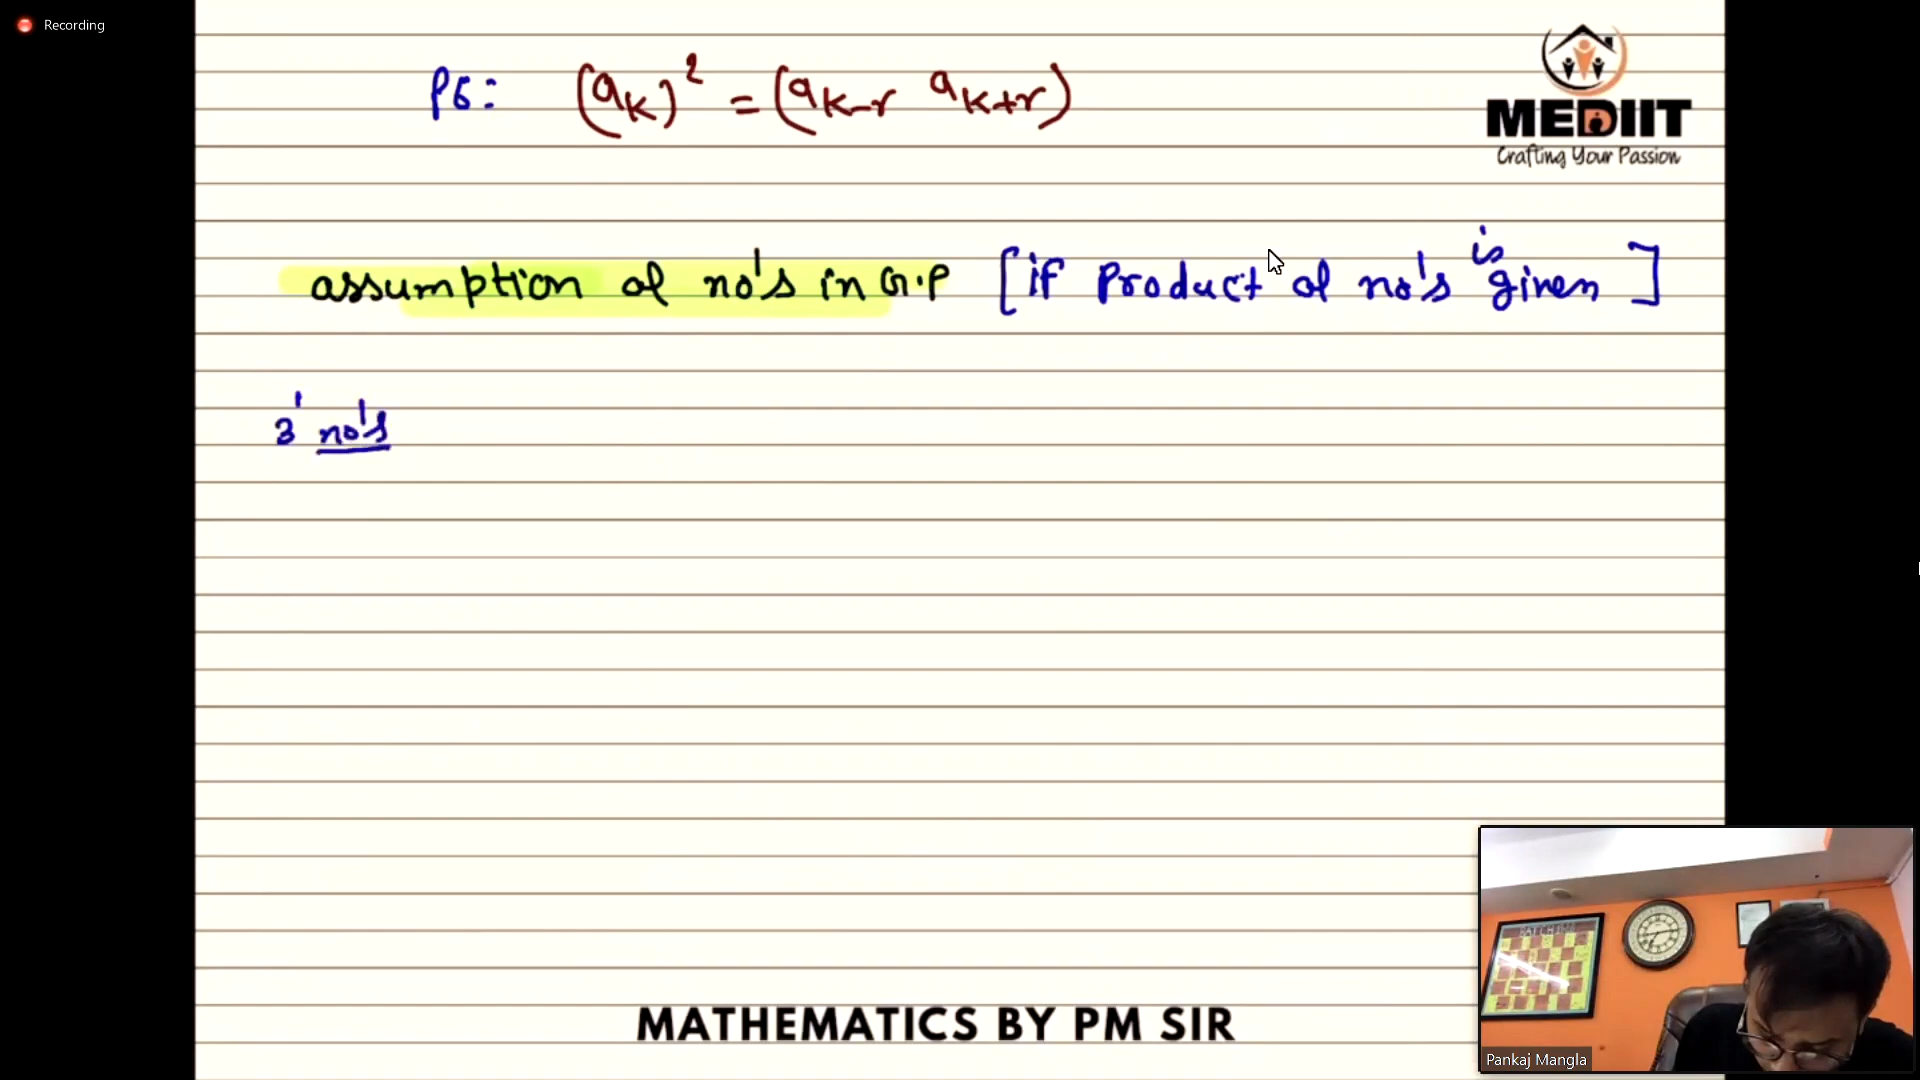 Recording
P6: (aₖ)² = (aₖ₋ᵣ aₖ₊ᵣ)
MEDIIT
Crafting Your Passion
assumption of no's in G.P [if Product of no's is given]
3 no's
MATHEMATICS BY PM SIR
Pankaj Mangla